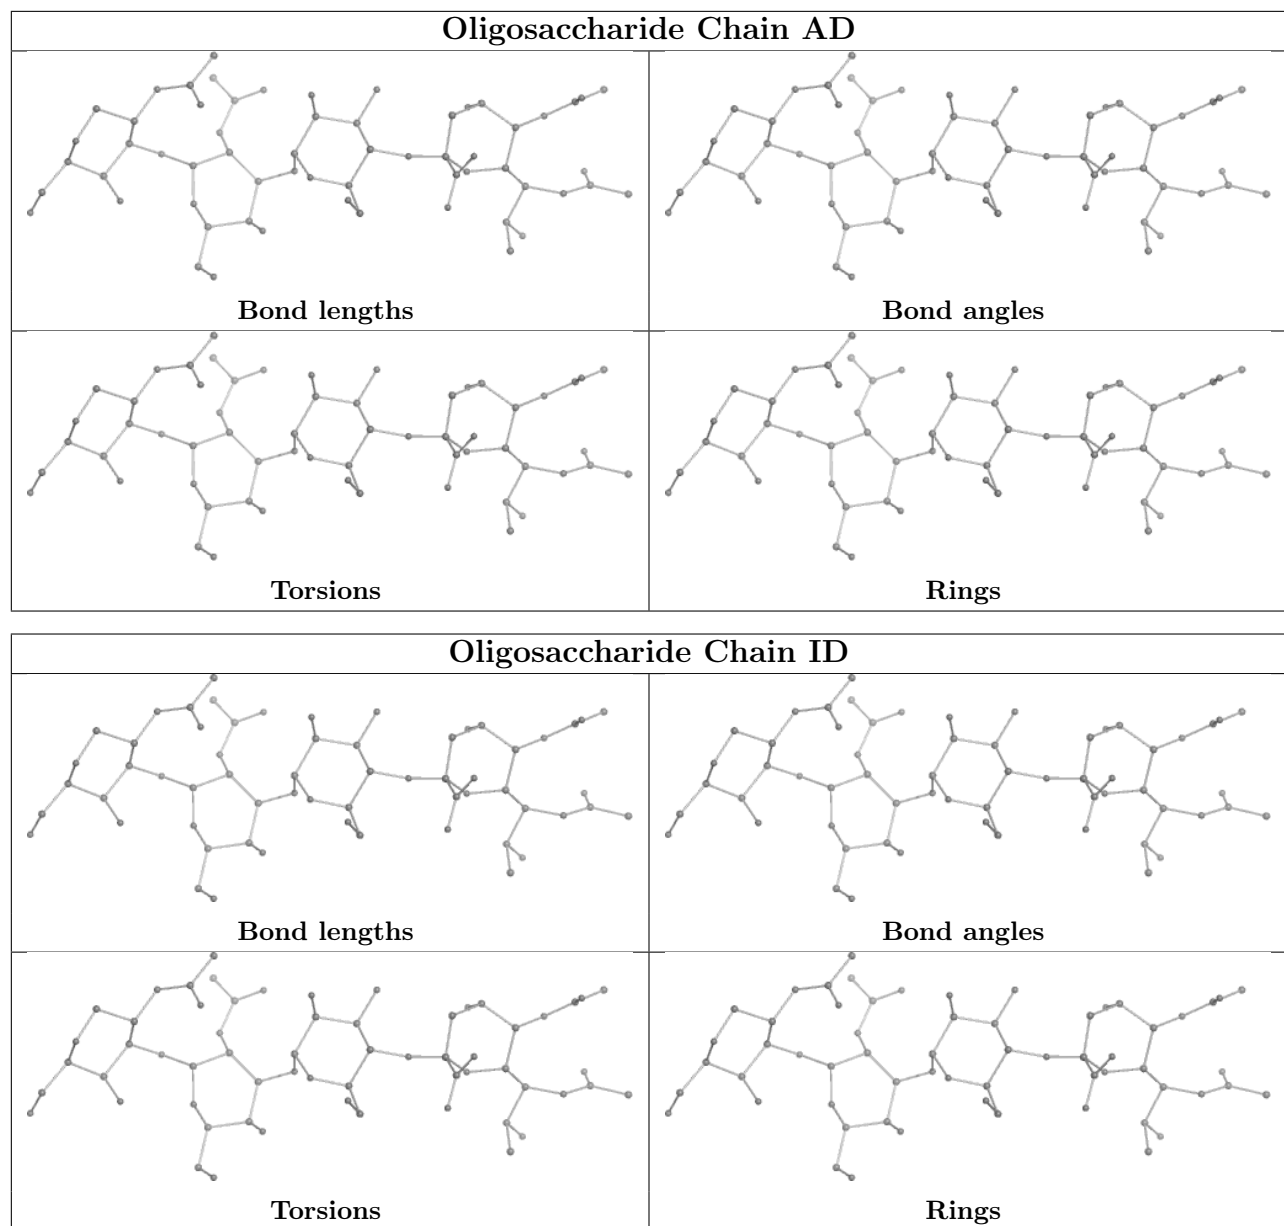 Oligosaccharide Chain AD
Bond lengths
Bond angles
Torsions
Rings
Oligosaccharide Chain ID
Bond lengths
Bond angles
Torsions
Rings